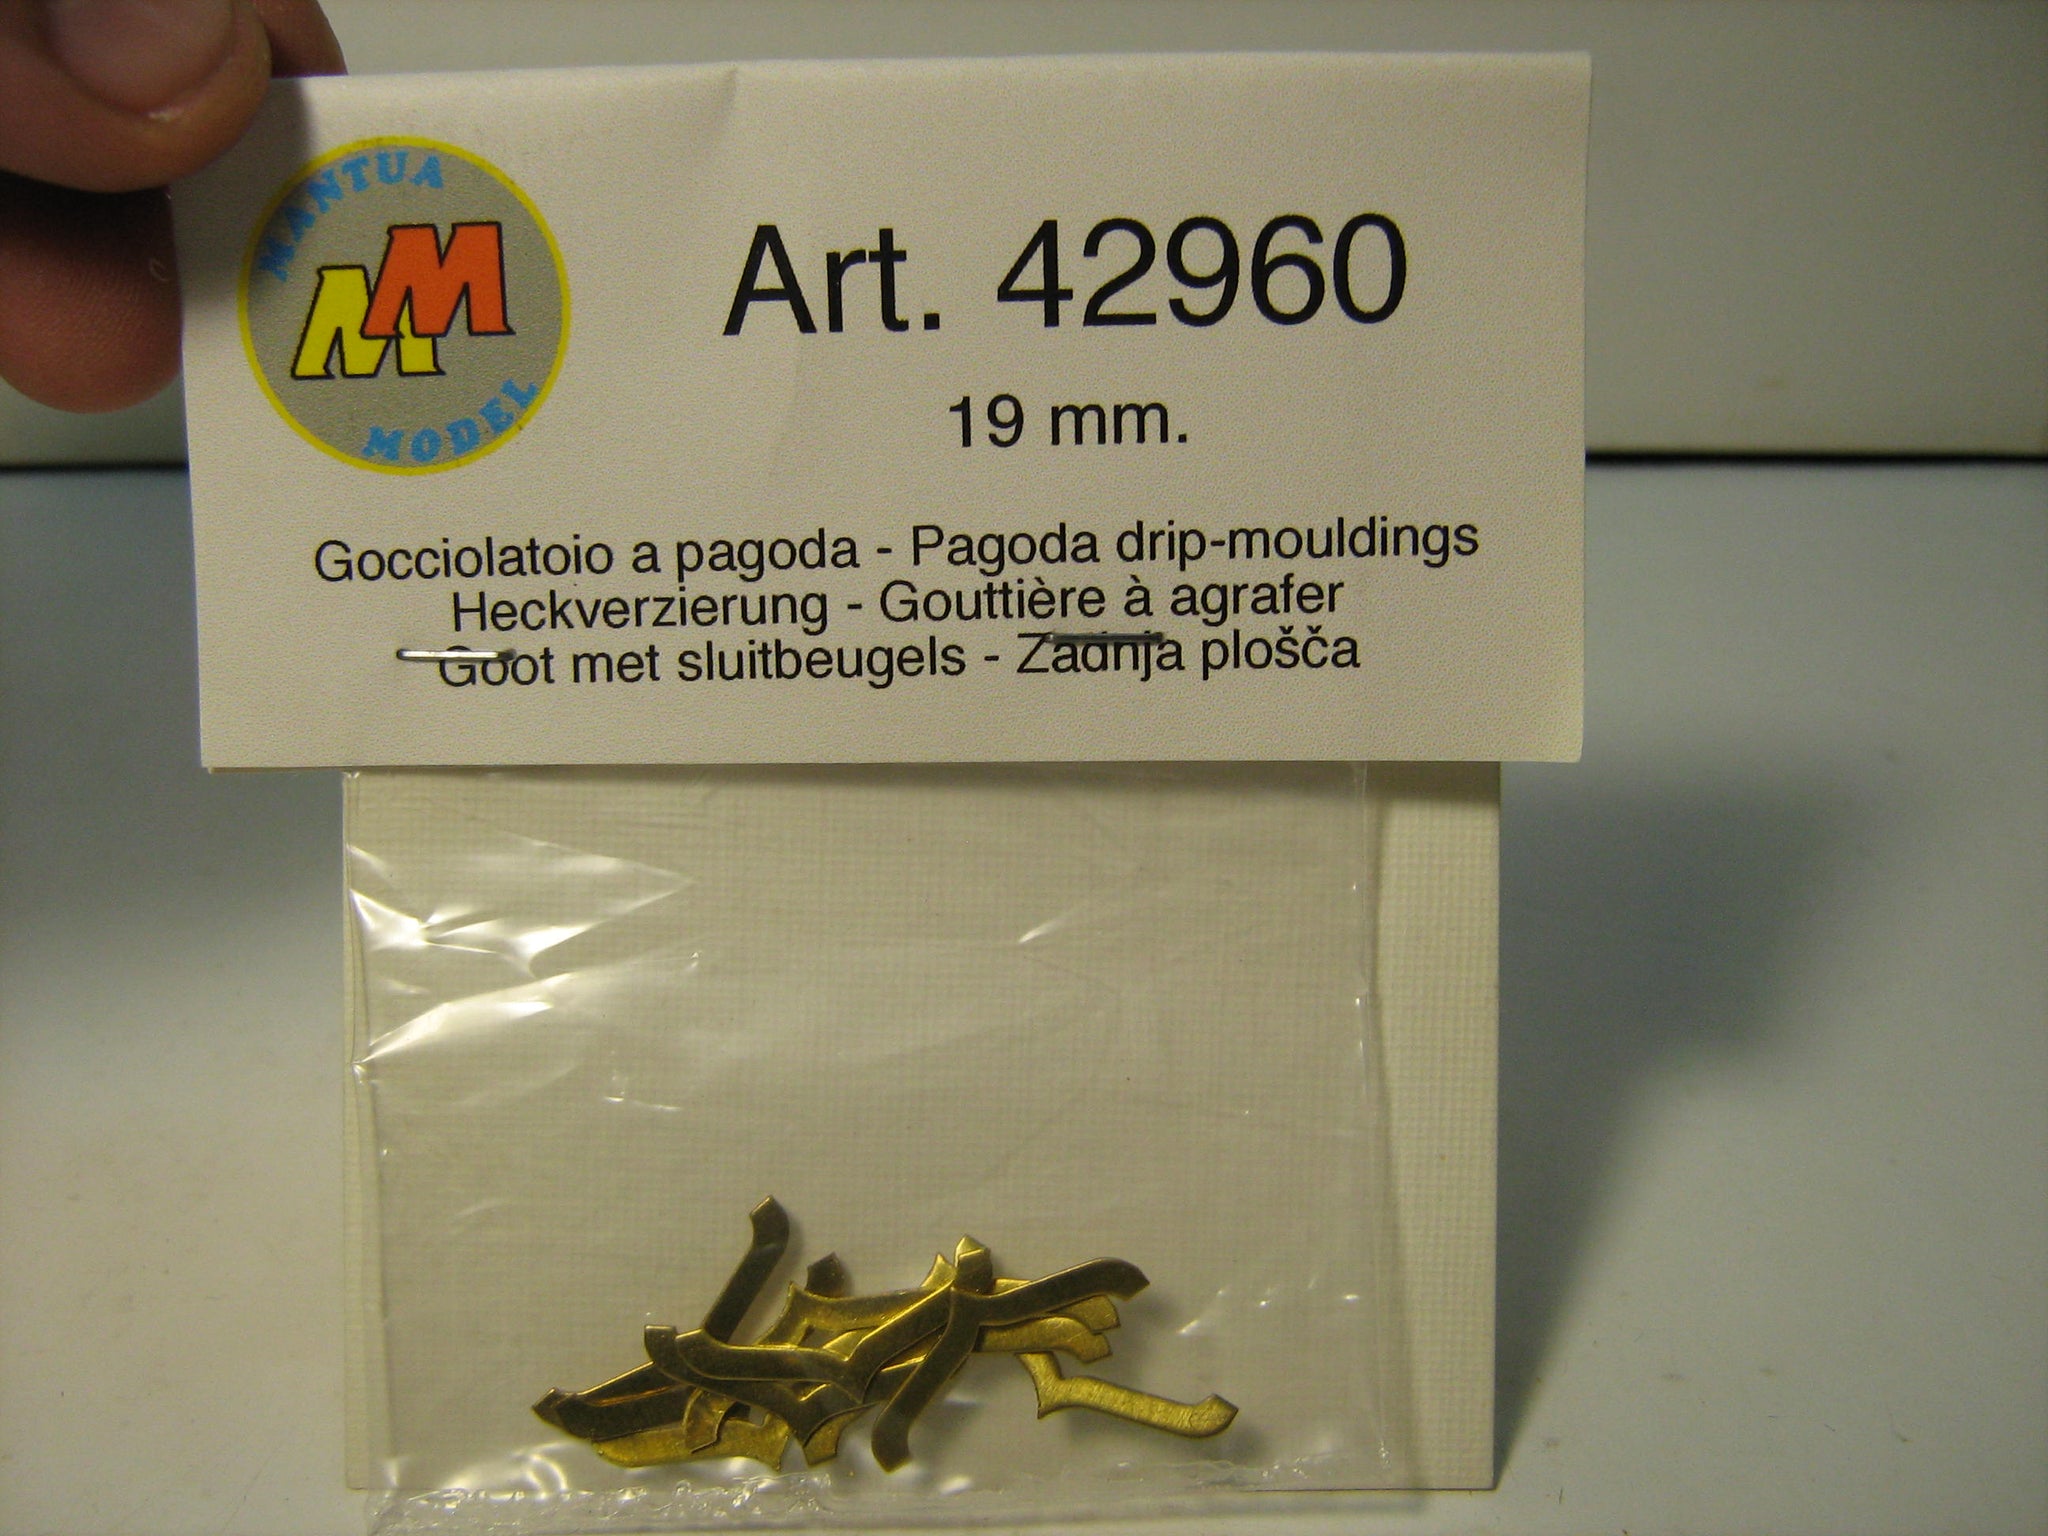 MANTUA
MM
MODEL
Art. 42960
19 mm.
Gocciolatoio a pagoda - Pagoda drip-mouldings
Heckverzierung - Gouttière à agrafer
Goot met sluitbeugels - Zadnja plošča